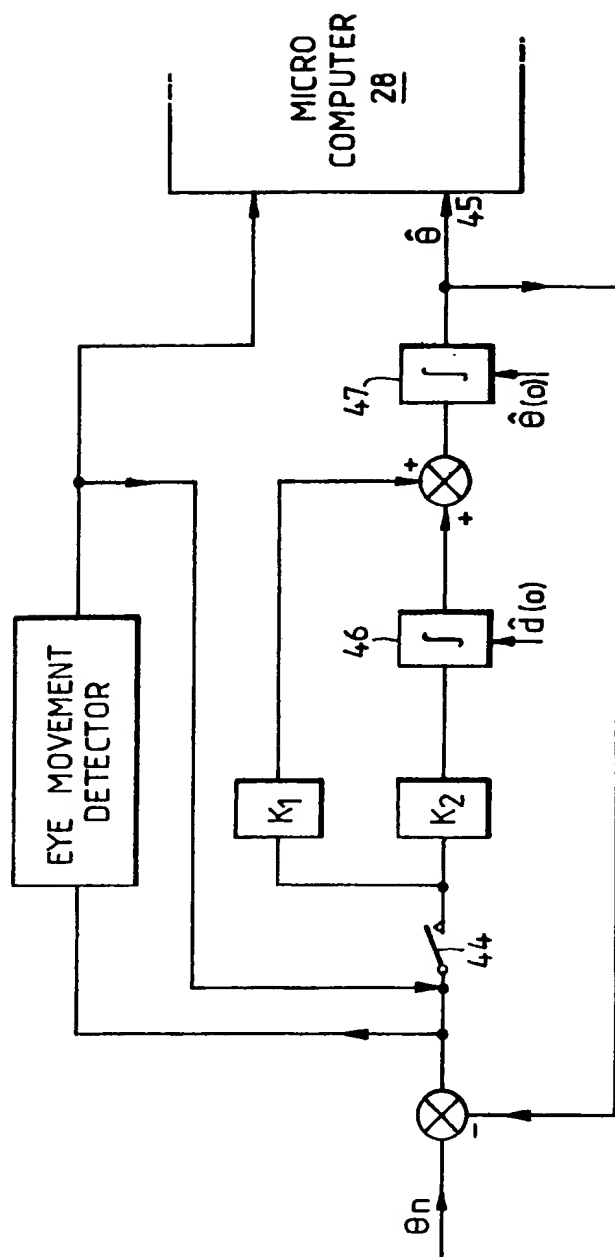 EYE MOVEMENT
DETECTOR
MICRO
COMPUTER
28
K₁
K₂
44
46
∫
47
∫
+
+
-
θn
d̂(o)
θ̂(o)
θ̂
45